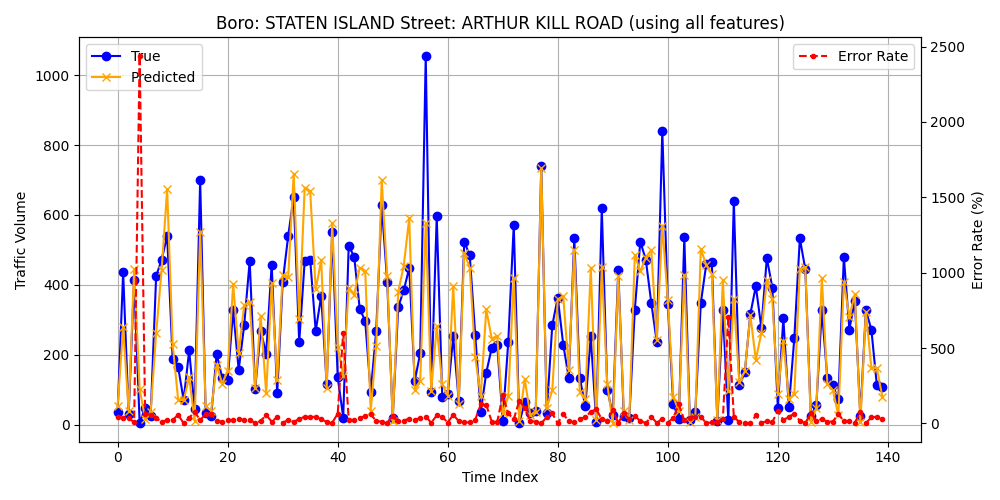 Boro: STATEN ISLAND Street: ARTHUR KILL ROAD (using all features)
True
Predicted
Error Rate
Traffic Volume
1000
800
600
400
200
0
2500
2000
1500
1000
500
0
Error Rate (%)
0 20 40 60 80 100 120 140
Time Index